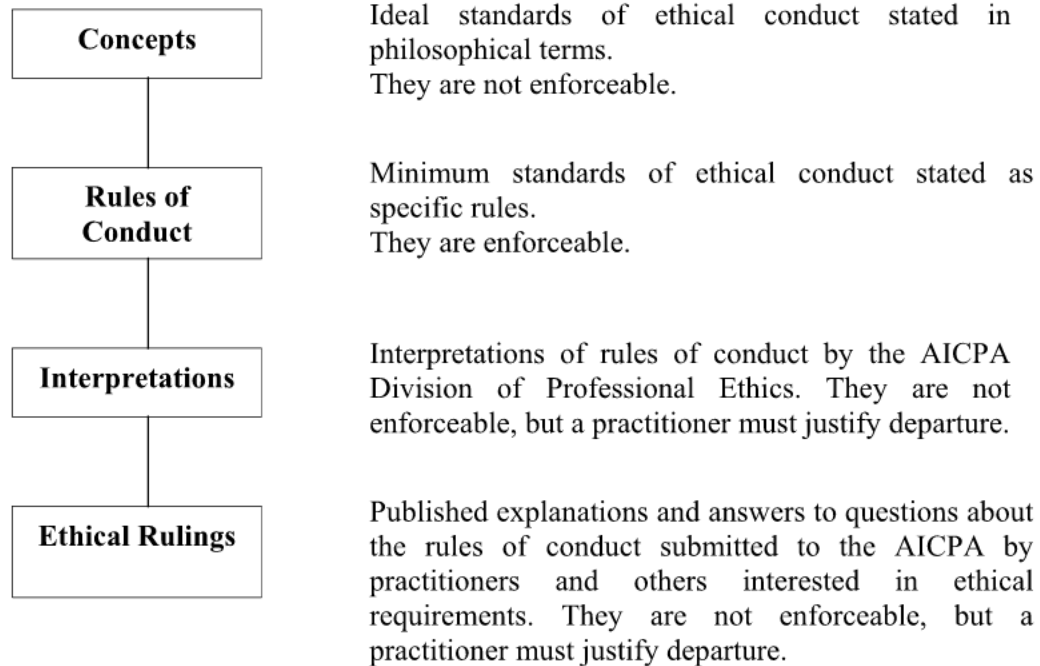 Concepts
Ideal standards of ethical conduct stated in
philosophical terms.
They are not enforceable.
Rules of
Conduct
Minimum standards of ethical conduct stated as
specific rules.
They are enforceable.
Interpretations
Interpretations of rules of conduct by the AICPA
Division of Professional Ethics. They are not
enforceable, but a practitioner must justify departure.
Ethical Rulings
Published explanations and answers to questions about
the rules of conduct submitted to the AICPA by
practitioners and others interested in ethical
requirements. They are not enforceable, but a
practitioner must justify departure.